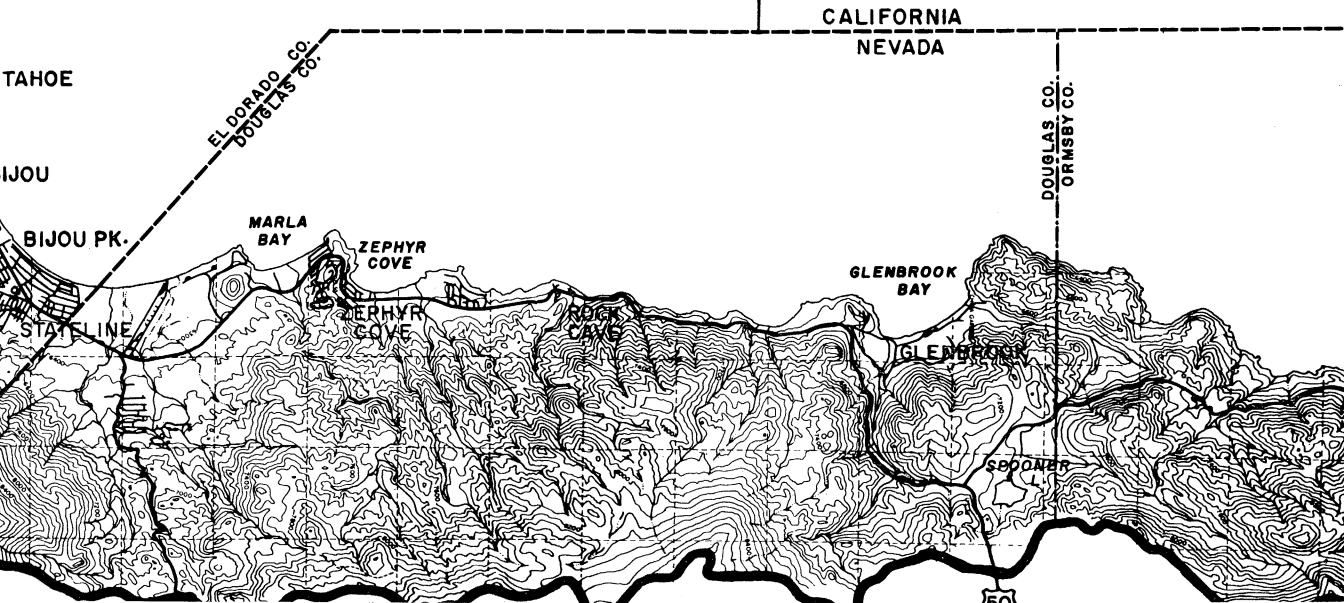 CALIFORNIA
NEVADA
EL DORADO CO.
DOUGLAS CO.
TAHOE
DOUGLAS CO.
ORMSBY CO.
BIJOU
BIJOU PK.
MARLA
BAY
ZEPHYR
COVE
GLENBROOK
BAY
STATELINE
ZEPHYR
COVE
ROCK
CAVE
GLENBROOK
SPOONER
L.
50